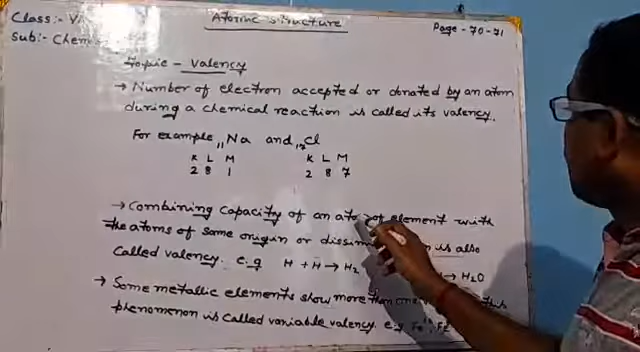 Class:- V
Atomic structure
Page - 70-71
Sub:- Chem
Topic - Valency
→ Number of electron accepted or donated by an atom
during a chemical reaction is called its valency.
For example, ₁₁Na and ₁₇Cl
K L M K L M
2 8 1 2 8 7
→ Combining capacity of an atom of element with
the atoms of same origin or dissim is also
Called valency. e.g H + H → H₂ → H₂O
→ Some metallic elements show more than one
phenomenon is called variable valency. e.g